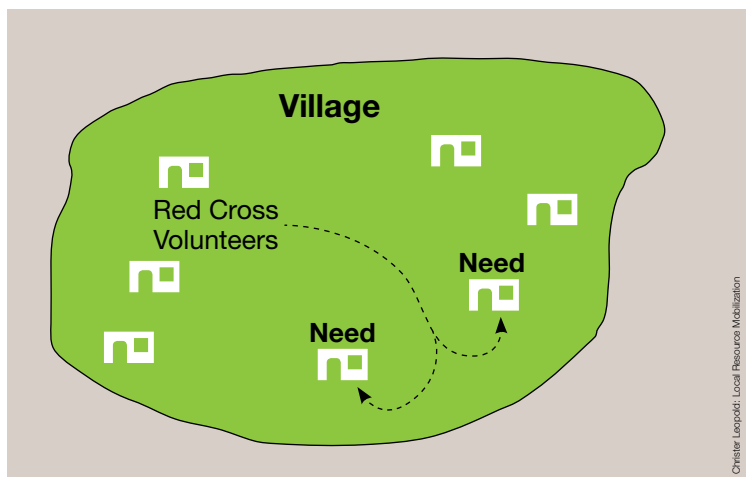 Village
Red Cross
Volunteers
Need
Need
Christer Leopold: Local Resource Mobilization